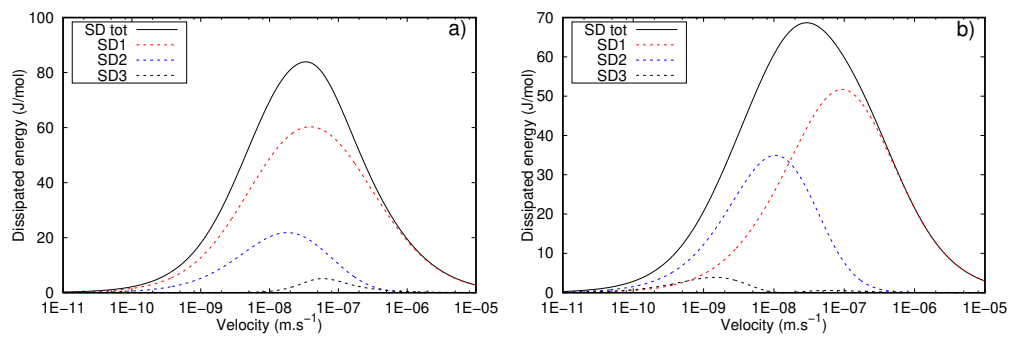 a)
SD tot
SD1
SD2
SD3
Dissipated energy (J/mol)
100
80
60
40
20
0
1E−11 1E−10 1E−09 1E−08 1E−07 1E−06 1E−05
Velocity (m.s⁻¹)
b)
SD tot
SD1
SD2
SD3
Dissipated energy (J/mol)
70
60
50
40
30
20
10
0
1E−11 1E−10 1E−09 1E−08 1E−07 1E−06 1E−05
Velocity (m.s⁻¹)